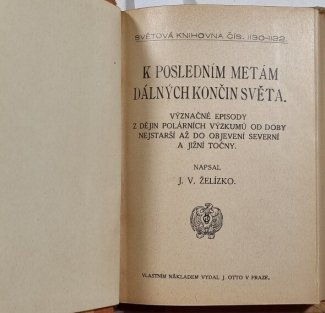 SVĚTOVÁ KNIHOVNA ČÍS. 1130-1132.
K POSLEDNÍM METÁM
DÁLNÝCH KONČIN SVĚTA.
VÝZNAČNÉ EPISODY
Z DĚJIN POLÁRNÍCH VÝZKUMŮ OD DOBY
NEJSTARŠÍ AŽ DO OBJEVENÍ SEVERNÍ
A JIŽNÍ TOČNY.
NAPSAL
J. V. ŽELÍZKO.
VLASTNÍM NÁKLADEM VYDAL J. OTTO V PRAZE.